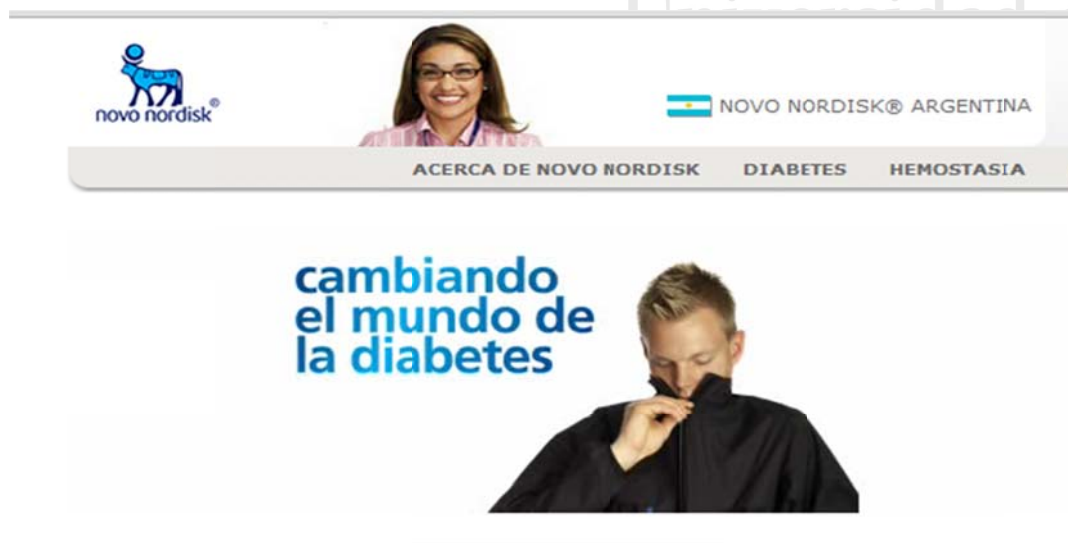 novo nordisk®
NOVO NORDISK® ARGENTINA
ACERCA DE NOVO NORDISK DIABETES HEMOSTASIA
cambiando
el mundo de
la diabetes